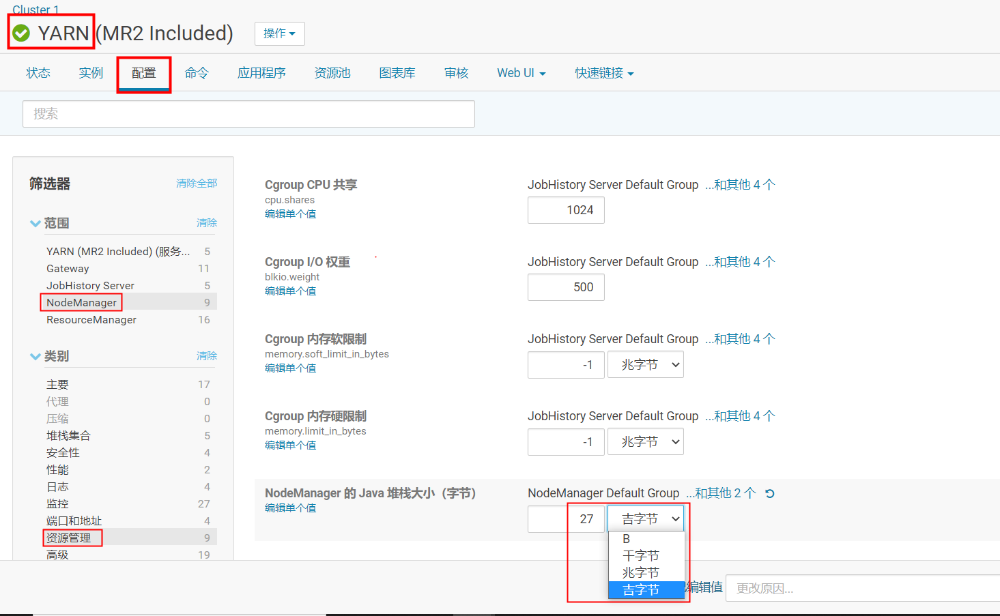 Cluster 1
YARN (MR2 Included)
操作
状态 实例 配置 命令 应用程序 资源池 图表库 审核 Web UI 快速链接
搜索
筛选器 清除全部
范围 清除
YARN (MR2 Included) (服务... 5
Gateway 11
JobHistory Server 5
NodeManager 9
ResourceManager 16
类别 清除
主要 17
代理 0
压缩 0
堆栈集合 5
安全性 4
性能 2
日志 4
监控 27
端口和地址 4
资源管理 9
高级 19
Cgroup CPU 共享
cpu.shares
编辑单个值
JobHistory Server Default Group ...和其他 4 个
1024
Cgroup I/O 权重
blkio.weight
编辑单个值
JobHistory Server Default Group ...和其他 4 个
500
Cgroup 内存软限制
memory.soft_limit_in_bytes
编辑单个值
JobHistory Server Default Group ...和其他 4 个
-1 兆字节
Cgroup 内存硬限制
memory.limit_in_bytes
编辑单个值
JobHistory Server Default Group ...和其他 4 个
-1 兆字节
NodeManager 的 Java 堆栈大小（字节）
编辑单个值
NodeManager Default Group ...和其他 2 个
27 吉字节
B
千字节
兆字节
吉字节
编辑值
更改原因...